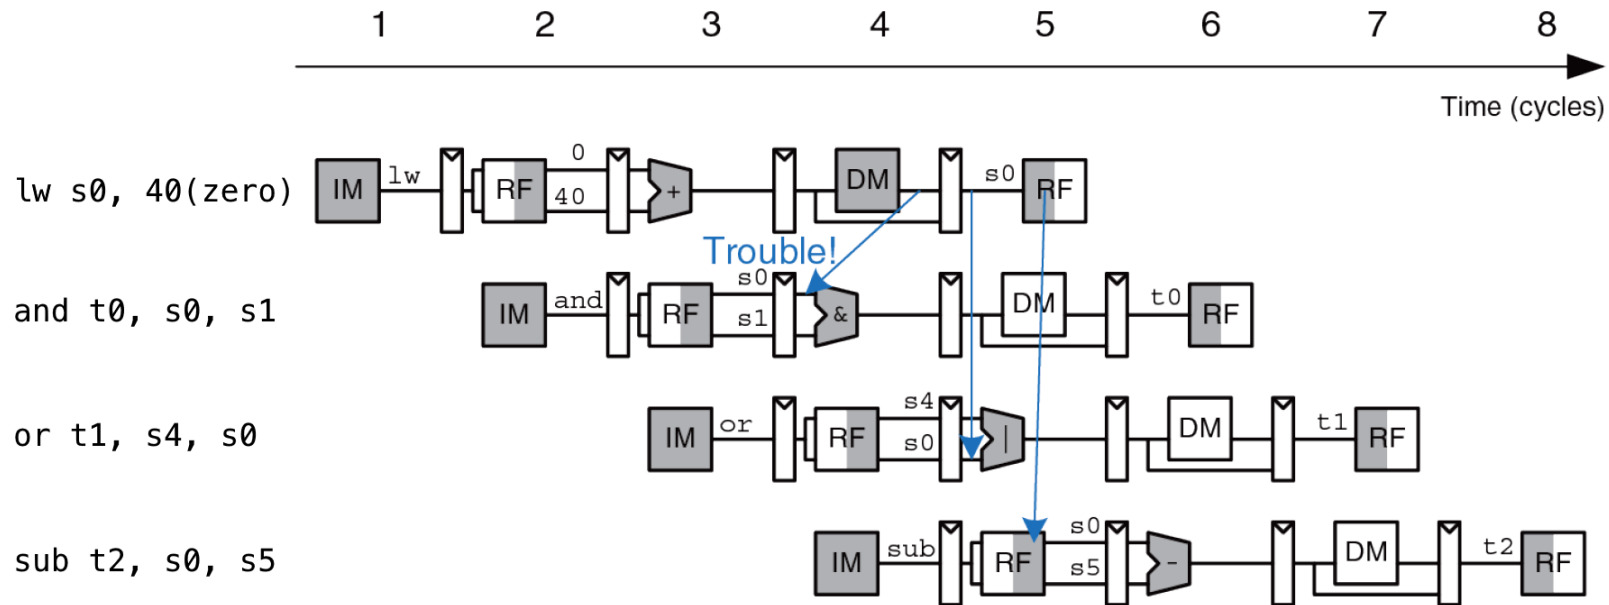 1 2 3 4 5 6 7 8
Time (cycles)
lw s0, 40(zero) IM lw RF 0 40 + DM s0 RF
Trouble!
and t0, s0, s1 IM and RF s0 s1 & DM t0 RF
or t1, s4, s0 IM or RF s4 s0 | DM t1 RF
sub t2, s0, s5 IM sub RF s0 s5 - DM t2 RF